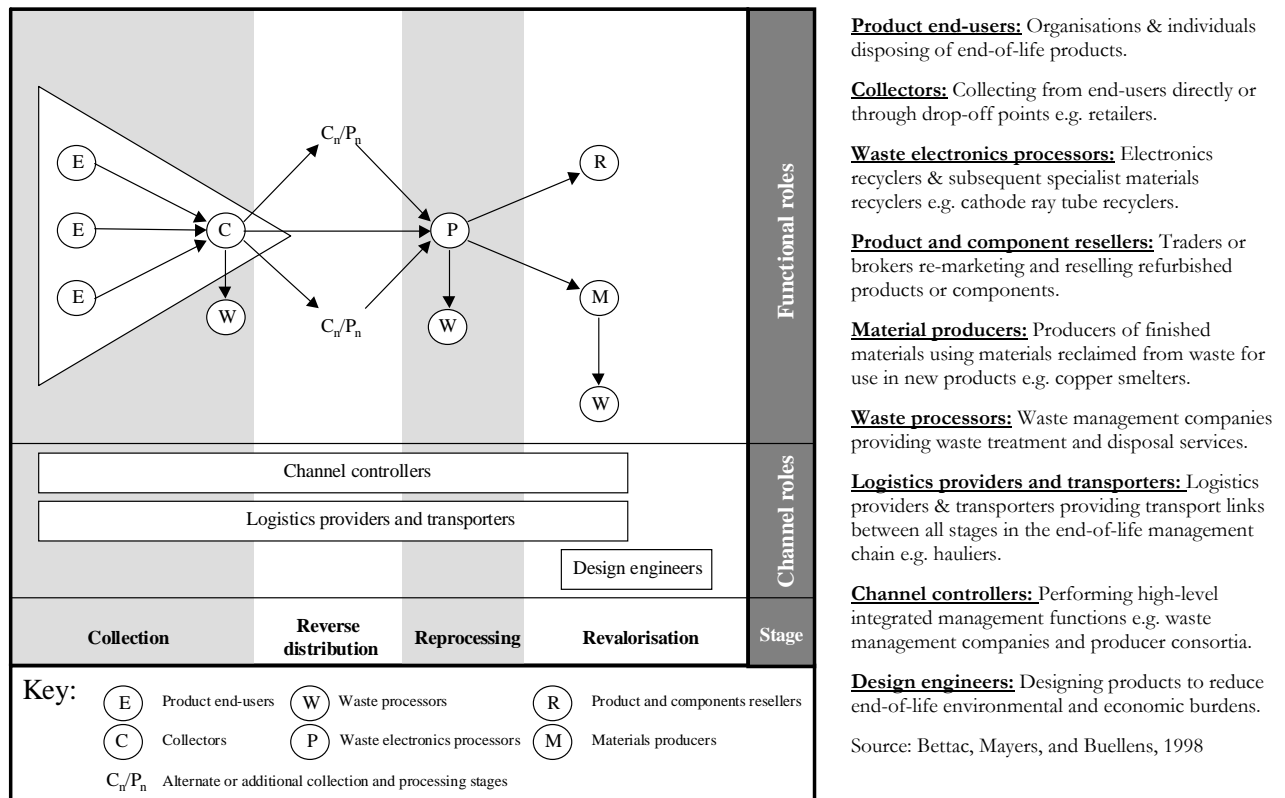 E
E
E
C
W
Cn/Pn
Cn/Pn
P
W
R
M
W
Functional roles
Channel controllers
Logistics providers and transporters
Design engineers
Channel roles
Collection
Reverse
distribution
Reprocessing
Revalorisation
Stage
Key:
E Product end-users
W Waste processors
R Product and components resellers
C Collectors
P Waste electronics processors
M Materials producers
Cn/Pn Alternate or additional collection and processing stages
Product end-users: Organisations & individuals
disposing of end-of-life products.
Collectors: Collecting from end-users directly or
through drop-off points e.g. retailers.
Waste electronics processors: Electronics
recyclers & subsequent specialist materials
recyclers e.g. cathode ray tube recyclers.
Product and component resellers: Traders or
brokers re-marketing and reselling refurbished
products or components.
Material producers: Producers of finished
materials using materials reclaimed from waste for
use in new products e.g. copper smelters.
Waste processors: Waste management companies
providing waste treatment and disposal services.
Logistics providers and transporters: Logistics
providers & transporters providing transport links
between all stages in the end-of-life management
chain e.g. hauliers.
Channel controllers: Performing high-level
integrated management functions e.g. waste
management companies and producer consortia.
Design engineers: Designing products to reduce
end-of-life environmental and economic burdens.
Source: Bettac, Mayers, and Buellens, 1998